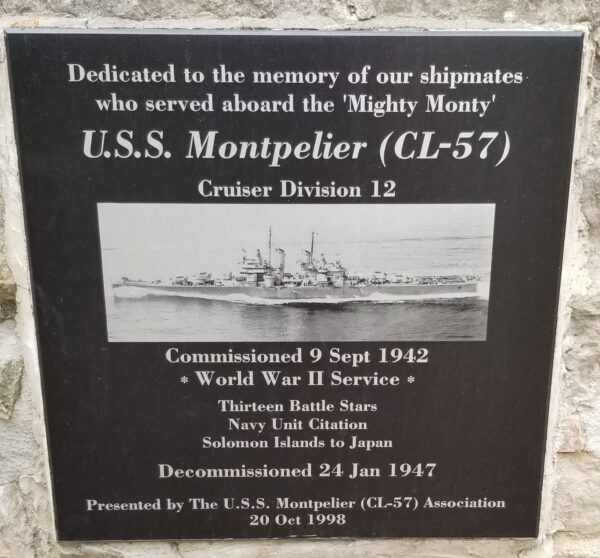 Dedicated to the memory of our shipmates
who served aboard the 'Mighty Monty'
U.S.S. Montpelier (CL-57)
Cruiser Division 12
Commissioned 9 Sept 1942
* World War II Service *
Thirteen Battle Stars
Navy Unit Citation
Solomon Islands to Japan
Decommissioned 24 Jan 1947
Presented by The U.S.S. Montpelier (CL-57) Association
20 Oct 1998